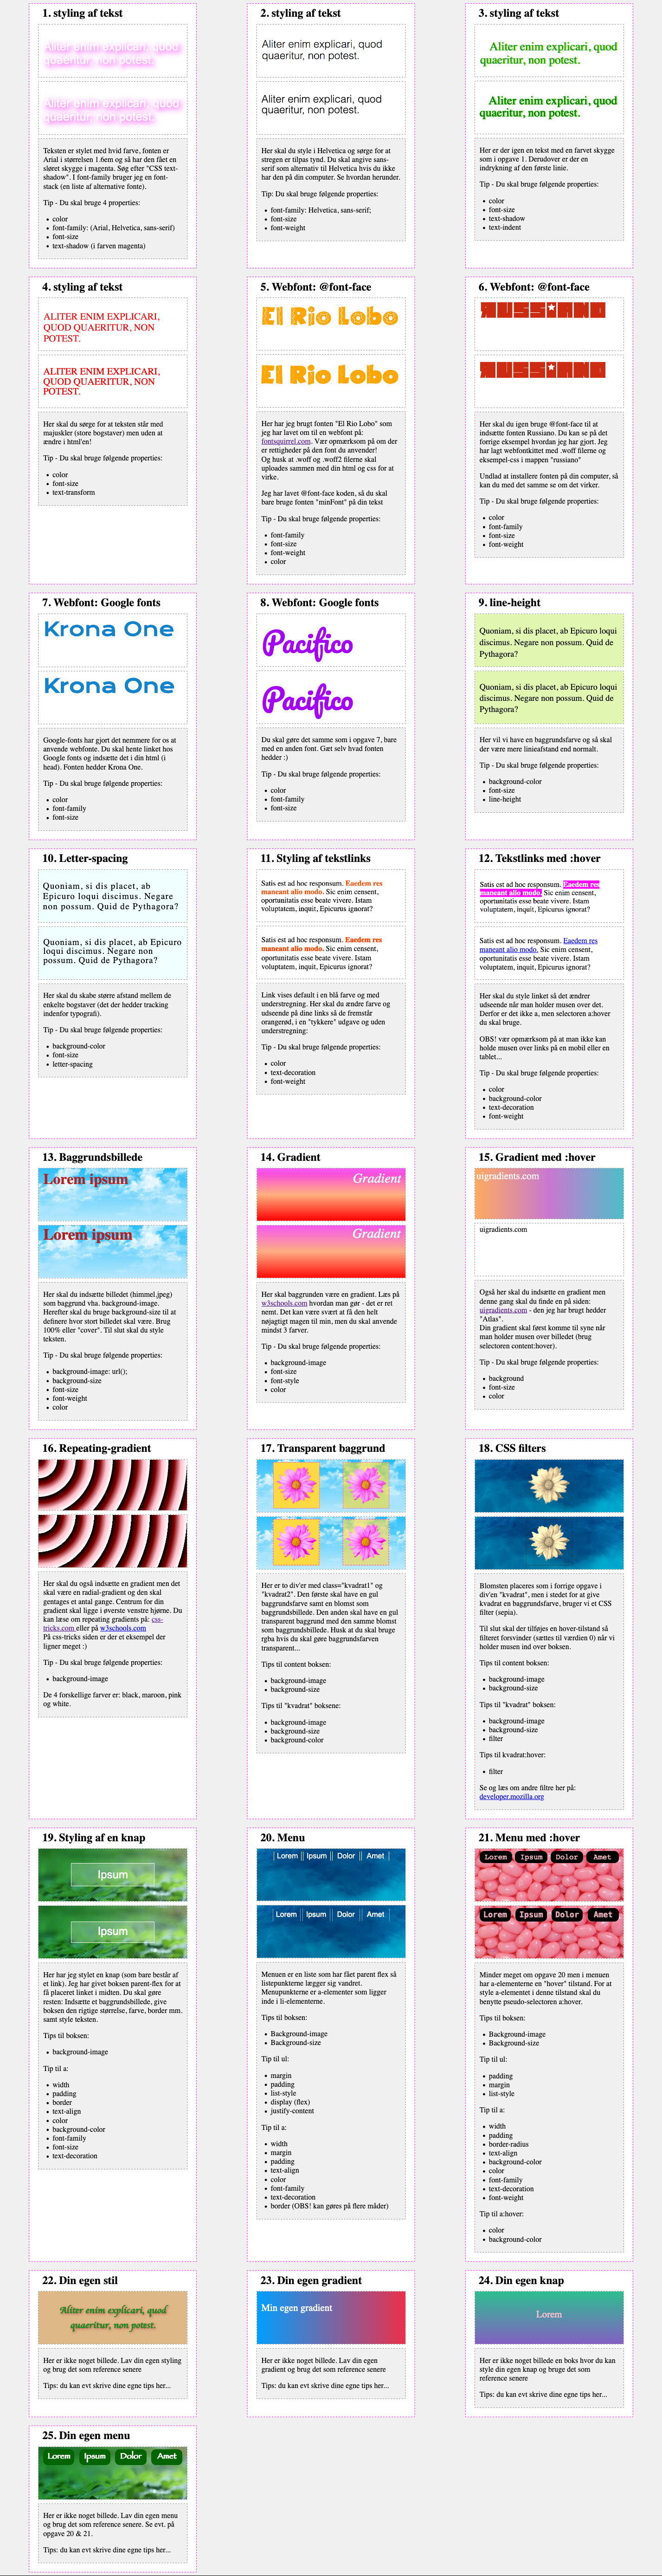 1. styling af tekst
Aliter enim explicari, quod
quaeritur, non potest.
Aliter enim explicari, quod
quaeritur, non potest.
Teksten er stylet med hvid farve, fonten er
Arial i størrelsen 1.6em og så har den fået en
sløret skygge i magenta. Søg efter "CSS text-
shadow". I font-family bruger jeg en font-
stack (en liste af alternative fonte).
Tip - Du skal bruge 4 properties:
color
font-family: (Arial, Helvetica, sans-serif)
font-size
text-shadow (i farven magenta)
2. styling af tekst
Aliter enim explicari, quod
quaeritur, non potest.
Aliter enim explicari, quod
quaeritur, non potest.
Her skal du style i Helvetica og sørge for at
stregen er tilpas tynd. Du skal angive sans-
serif som alternativ til Helvetica hvis du ikke
har den på din computer. Se hvordan herunder.
Tip: Du skal bruge følgende properties:
font-family: Helvetica, sans-serif;
font-size
font-weight
3. styling af tekst
Aliter enim explicari, quod
quaeritur, non potest.
Aliter enim explicari, quod
quaeritur, non potest.
Her er der igen en tekst med en farvet skygge
som i opgave 1. Derudover er der en
indrykning af den første linie.
Tip - Du skal bruge følgende properties:
color
font-size
text-shadow
text-indent
4. styling af tekst
ALITER ENIM EXPLICARI,
QUOD QUAERITUR, NON
POTEST.
ALITER ENIM EXPLICARI,
QUOD QUAERITUR, NON
POTEST.
Her skal du sørge for at teksten står med
majuskler (store bogstaver) men uden at
ændre i html'en!
Tip - Du skal bruge følgende properties:
color
font-size
text-transform
5. Webfont: @font-face
El Rio Lobo
El Rio Lobo
Her har jeg brugt fonten "El Rio Lobo" som
jeg har lavet om til en webfont på:
fontsquirrel.com. Vær opmærksom på om der
er rettigheder på den font du anvender!
Og husk at .woff og .woff2 filerne skal
uploades sammen med din html og css for at
virke.
Jeg har lavet @font-face koden, så du skal
bare bruge fonten "minFont" på din tekst
Tip - Du skal bruge følgende properties:
font-family
font-size
font-weight
color
6. Webfont: @font-face
RUSSIANO
RUSSIANO
Her skal du igen bruge @font-face til at
indsætte fonten Russiano. Du kan se på det
forrige eksempel hvordan jeg har gjort. Jeg
har lagt webfontkittet med .woff filerne og
eksempel-css i mappen "russiano"
Undlad at installere fonten på din computer, så
kan du med det samme se om det virker.
Tip - Du skal bruge følgende properties:
color
font-family
font-size
font-weight
7. Webfont: Google fonts
Krona One
Krona One
Google-fonts har gjort det nemmere for os at
anvende webfonte. Du skal hente linket hos
Google fonts og indsætte det i din html (i
head). Fonten hedder Krona One.
Tip - Du skal bruge følgende properties:
color
font-family
font-size
8. Webfont: Google fonts
Pacifico
Pacifico
Du skal gøre det samme som i opgave 7, bare
med en anden font. Gæt selv hvad fonten
hedder :)
Tip - Du skal bruge følgende properties:
color
font-family
font-size
9. line-height
Quoniam, si dis placet, ab Epicuro loqui
discimus. Negare non possum. Quid de
Pythagora?
Quoniam, si dis placet, ab Epicuro loqui
discimus. Negare non possum. Quid de
Pythagora?
Her vil vi have en baggrundsfarve og så skal
der være mere linieafstand end normalt.
Tip - Du skal bruge følgende properties:
background-color
font-size
line-height
10. Letter-spacing
Quoniam, si dis placet, ab
Epicuro loqui discimus. Negare
non possum. Quid de Pythagora?
Quoniam, si dis placet, ab Epicuro
loqui discimus. Negare non
possum. Quid de Pythagora?
Her skal du skabe større afstand mellem de
enkelte bogstaver (det der hedder tracking
indenfor typografi).
Tip - Du skal bruge følgende properties:
background-color
font-size
letter-spacing
11. Styling af tekstlinks
Satis est ad hoc responsum. Eaedem res
maneant alio modo. Sic enim censent,
oportunitatis esse beate vivere. Istam
voluptatem, inquit, Epicurus ignorat?
Satis est ad hoc responsum. Eaedem res
maneant alio modo. Sic enim censent,
oportunitatis esse beate vivere. Istam
voluptatem, inquit, Epicurus ignorat?
Link vises default i en blå farve og med
understregning. Her skal du ændre farve og
udseende på dine links så de fremstår
orangerød, i en "tykkere" udgave og uden
understregning:
Tip - Du skal bruge følgende properties:
color
text-decoration
font-weight
12. Tekstlinks med :hover
Satis est ad hoc responsum. Eaedem res
maneant alio modo. Sic enim censent,
oportunitatis esse beate vivere. Istam
voluptatem, inquit, Epicurus ignorat?
Satis est ad hoc responsum. Eaedem res
maneant alio modo. Sic enim censent,
oportunitatis esse beate vivere. Istam
voluptatem, inquit, Epicurus ignorat?
Her skal du style linket så det ændrer
udseende når man holder musen over det.
Derfor er det ikke a, men selectoren a:hover
du skal bruge.
OBS! vær opmærksom på at man ikke kan
holde musen over links på en mobil eller en
tablet...
Tip - Du skal bruge følgende properties:
color
background-color
text-decoration
font-weight
13. Baggrundsbillede
Lorem ipsum
Lorem ipsum
Her skal du indsætte billedet (himmel.jpeg)
som baggrund vha. background-image.
Herefter skal du bruge background-size til at
definere hvor stort billedet skal være. Brug
100% eller "cover". Til slut skal du style
teksten.
Tip - Du skal bruge følgende properties:
background-image: url();
background-size
font-size
font-weight
color
14. Gradient
Gradient
Gradient
Her skal baggrunden være en gradient. Læs på
w3schools.com hvordan man gør - det er ret
nemt. Det kan være svært at få den helt
nøjagtigt magen til min, men du skal anvende
mindst 3 farver.
Tip - Du skal bruge følgende properties:
background-image
font-size
font-style
color
15. Gradient med :hover
uigradients.com
uigradients.com
Også her skal du indsætte en gradient men
denne gang skal du finde en på siden:
uigradients.com - den jeg har brugt hedder
"Atlas".
Din gradient skal først komme til syne når
man holder musen over billedet (brug
selectoren content:hover).
Tip - Du skal bruge følgende properties:
background
font-size
color
16. Repeating-gradient
Her skal du også indsætte en gradient men det
skal være en radial-gradient og den skal
gentages et antal gange. Centrum for din
gradient skal ligge i øverste venstre hjørne. Du
kan læse om repeating gradients på: css-
tricks.com eller på w3schools.com
På css-tricks siden er der et eksempel der
ligner meget :)
Tip - Du skal bruge følgende properties:
background-image
De 4 forskellige farver er: black, maroon, pink
og white.
17. Transparent baggrund
Her er to div'er med class="kvadrat1" og
"kvadrat2". Den første skal have en gul
baggrundsfarve samt en blomst som
baggrundsbillede. Den anden skal have en gul
transparent baggrund med den samme blomst
som baggrundsbillede. Husk at du skal bruge
rgba hvis du skal gøre baggrundsfarven
transparent...
Tips til content boksen:
background-image
background-size
Tips til "kvadrat" boksene:
background-image
background-size
background-color
18. CSS filters
Blomsten placeres som i forrige opgave i
div'en "kvadrat", men i stedet for at give
kvadrat en baggrundsfarve, bruger vi et CSS
filter (sepia).
Til slut skal der tilføjes en hover-tilstand så
filteret forsvinder (sættes til værdien 0) når vi
holder musen ind over boksen.
Tips til content boksen:
background-image
background-size
Tips til "kvadrat" boksen:
background-image
background-size
filter
Tips til kvadrat:hover:
filter
Se og læs om andre filtre her på:
developer.mozilla.org
19. Styling af en knap
Ipsum
Ipsum
Her har jeg stylet en knap (som bare består af
et link). Jeg har givet boksen parent-flex for at
få placeret linket i midten. Du skal gøre
resten: Indsætte et baggrundsbillede, give
boksen den rigtige størrelse, farve, border mm.
samt style teksten.
Tips til boksen:
background-image
Tip til a:
width
padding
border
text-align
color
background-color
font-family
font-size
text-decoration
20. Menu
Lorem Ipsum Dolor Amet
Lorem Ipsum Dolor Amet
Menuen er en liste som har fået parent flex så
listepunkterne lægger sig vandret.
Menupunkterne er a-elementer som ligger
inde i li-elementerne.
Tips til boksen:
Background-image
Background-size
Tip til ul:
margin
padding
list-style
display (flex)
justify-content
Tip til a:
width
margin
padding
text-align
color
font-family
text-decoration
border (OBS! kan gøres på flere måder)
21. Menu med :hover
Lorem Ipsum Dolor Amet
Lorem Ipsum Dolor Amet
Minder meget om opgave 20 men i menuen
har a-elementerne en "hover" tilstand. For at
style a-elementet i denne tilstand skal du
benytte pseudo-selectoren a:hover.
Tips til boksen:
Background-image
Background-size
Tip til ul:
padding
margin
list-style
Tip til a:
width
padding
border-radius
text-align
background-color
color
font-family
text-decoration
font-weight
Tip til a:hover:
color
background-color
22. Din egen stil
Aliter enim explicari, quod
quaeritur, non potest.
Her er ikke noget billede. Lav din egen styling
og brug det som reference senere
Tips: du kan evt skrive dine egne tips her...
23. Din egen gradient
Min egen gradient
Her er ikke noget billede. Lav din egen
gradient og brug det som reference senere
Tips: du kan evt skrive dine egne tips her...
24. Din egen knap
Lorem
Her er ikke noget billede en boks hvor du kan
style din egen knap og bruge det som
reference senere
Tips: du kan evt skrive dine egne tips her...
25. Din egen menu
Lorem Ipsum Dolor Amet
Her er ikke noget billede. Lav din egen menu
og brug det som reference senere. Se evt. på
opgave 20 & 21.
Tips: du kan evt skrive dine egne tips her...